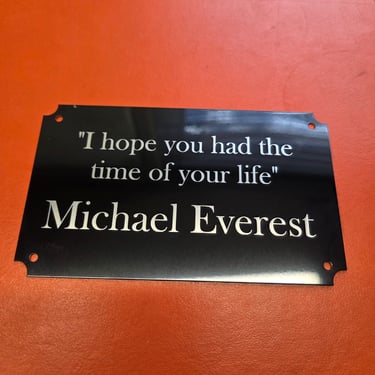 "I hope you had the
time of your life"
Michael Everest